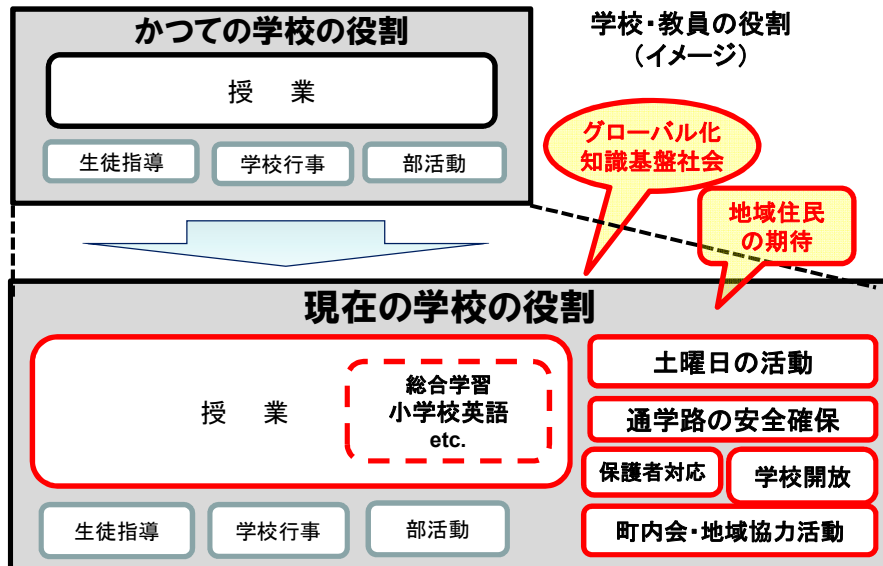 かつての学校の役割
学校・教員の役割
（イメージ）
授　業
生徒指導
学校行事
部活動
グローバル化
知識基盤社会
地域住民
の期待
現在の学校の役割
授　業
総合学習
小学校英語
etc.
土曜日の活動
通学路の安全確保
保護者対応
学校開放
町内会・地域協力活動
生徒指導
学校行事
部活動